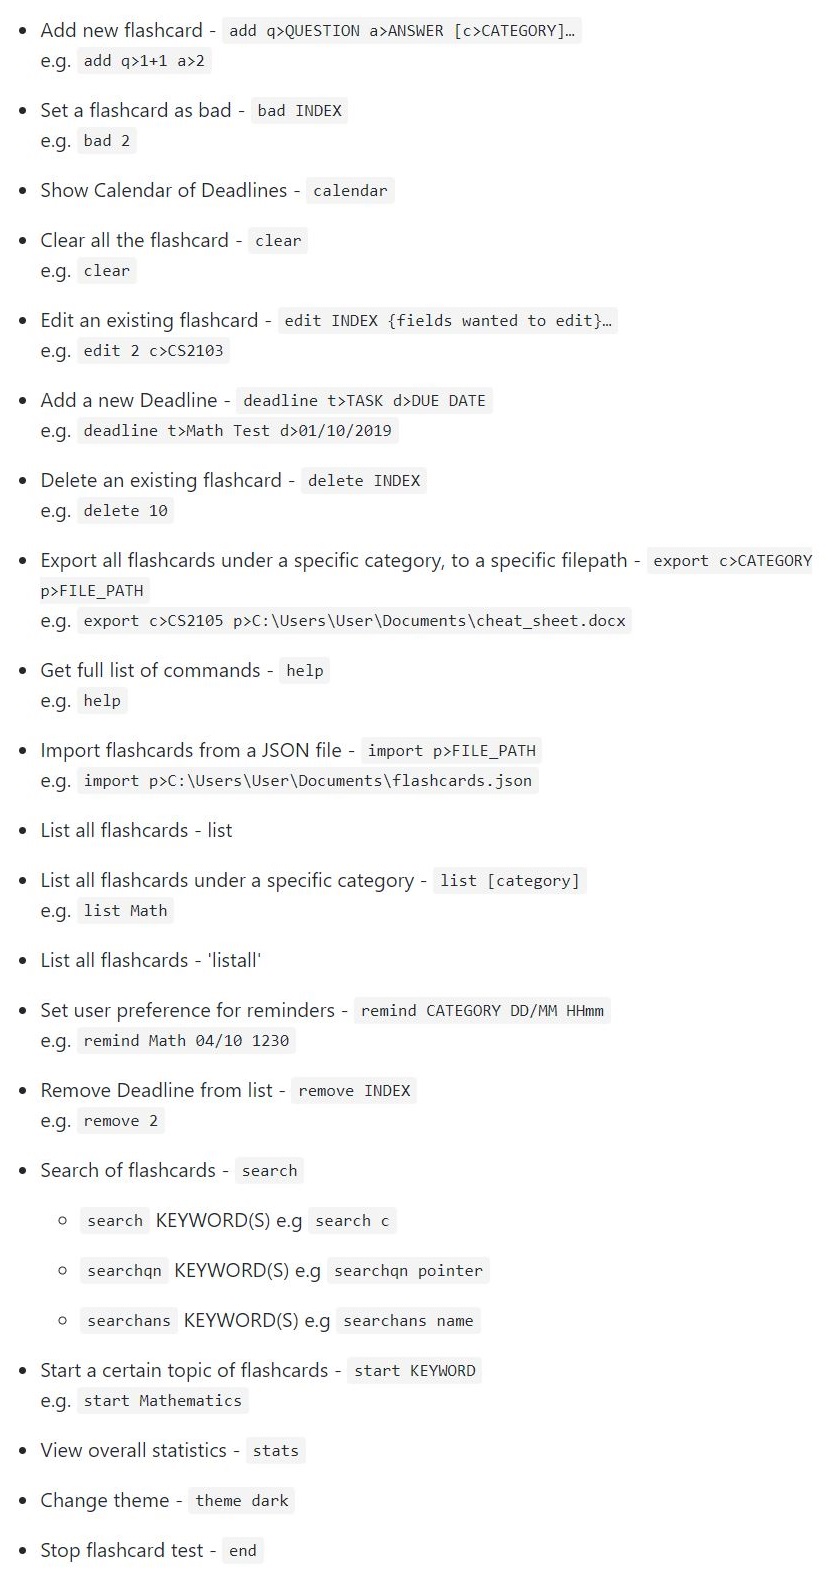 Add new flashcard - add q>QUESTION a>ANSWER [c>CATEGORY]…
e.g. add q>1+1 a>2
Set a flashcard as bad - bad INDEX
e.g. bad 2
Show Calendar of Deadlines - calendar
Clear all the flashcard - clear
e.g. clear
Edit an existing flashcard - edit INDEX {fields wanted to edit}…
e.g. edit 2 c>CS2103
Add a new Deadline - deadline t>TASK d>DUE DATE
e.g. deadline t>Math Test d>01/10/2019
Delete an existing flashcard - delete INDEX
e.g. delete 10
Export all flashcards under a specific category, to a specific filepath - export c>CATEGORY
p>FILE_PATH
e.g. export c>CS2105 p>C:\Users\User\Documents\cheat_sheet.docx
Get full list of commands - help
e.g. help
Import flashcards from a JSON file - import p>FILE_PATH
e.g. import p>C:\Users\User\Documents\flashcards.json
List all flashcards - list
List all flashcards under a specific category - list [category]
e.g. list Math
List all flashcards - 'listall'
Set user preference for reminders - remind CATEGORY DD/MM HHmm
e.g. remind Math 04/10 1230
Remove Deadline from list - remove INDEX
e.g. remove 2
Search of flashcards - search
search KEYWORD(S) e.g search c
searchqn KEYWORD(S) e.g searchqn pointer
searchans KEYWORD(S) e.g searchans name
Start a certain topic of flashcards - start KEYWORD
e.g. start Mathematics
View overall statistics - stats
Change theme - theme dark
Stop flashcard test - end